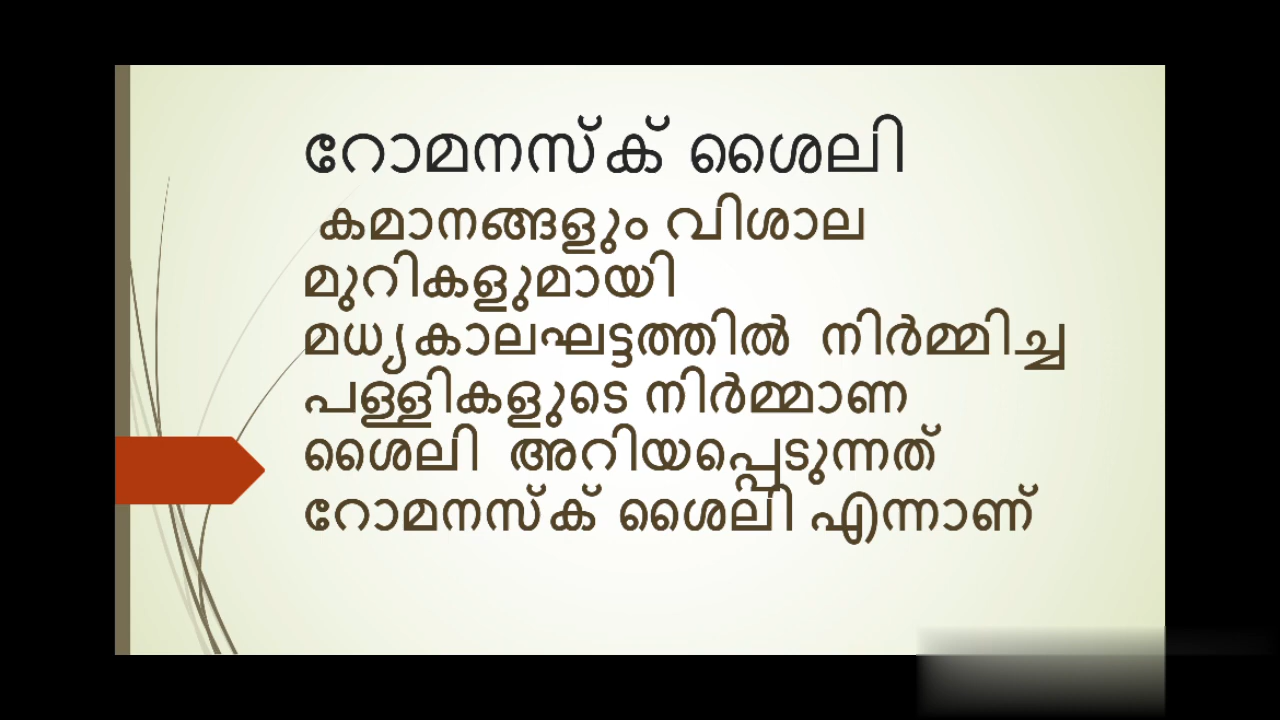 റോമനസ്ക് ശൈലി
കമാനങ്ങളും വിശാല
മുറികളുമായി
മധ്യകാലഘട്ടത്തിൽ നിർമ്മിച്ച
പള്ളികളുടെ നിർമ്മാണ
ശൈലി അറിയപ്പെടുന്നത്
റോമനസ്ക് ശൈലി എന്നാണ്